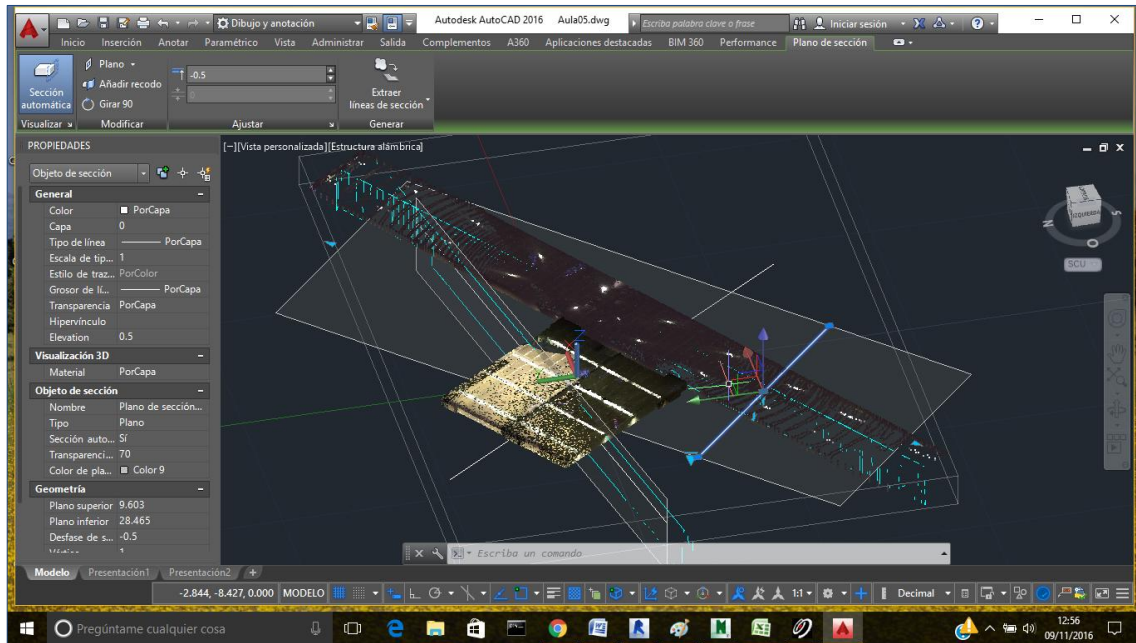 Dibujo y anotación
Autodesk AutoCAD 2016 Aula05.dwg
Escriba palabra clave o frase
Iniciar sesión
Inicio Inserción Anotar Paramétrico Vista Administrar Salida Complementos A360 Aplicaciones destacadas BIM 360 Performance Plano de sección
Sección
automática
Plano
Añadir recodo
Girar 90
-0.5
0
Extraer
líneas de sección
Visualizar Modificar Ajustar Generar
PROPIEDADES
[−][Vista personalizada][Estructura alámbrica]
Objeto de sección
General
Color PorCapa
Capa 0
Tipo de línea PorCapa
Escala de tip... 1
Estilo de traz... PorColor
Grosor de lí... PorCapa
Transparencia PorCapa
Hipervínculo
Elevation 0.5
Visualización 3D
Material PorCapa
Objeto de sección
Nombre Plano de sección...
Tipo Plano
Sección auto... Sí
Transparenci... 70
Color de pla... Color 9
Geometría
Plano superior 9.603
Plano inferior 28.465
Desfase de s... -0.5
N
S
O
IZQUIERDA
SCU
Z
Escriba un comando
Modelo Presentación1 Presentación2 +
-2.844, -8.427, 0.000 MODELO 1:1 Decimal
Pregúntame cualquier cosa
12:56
09/11/2016